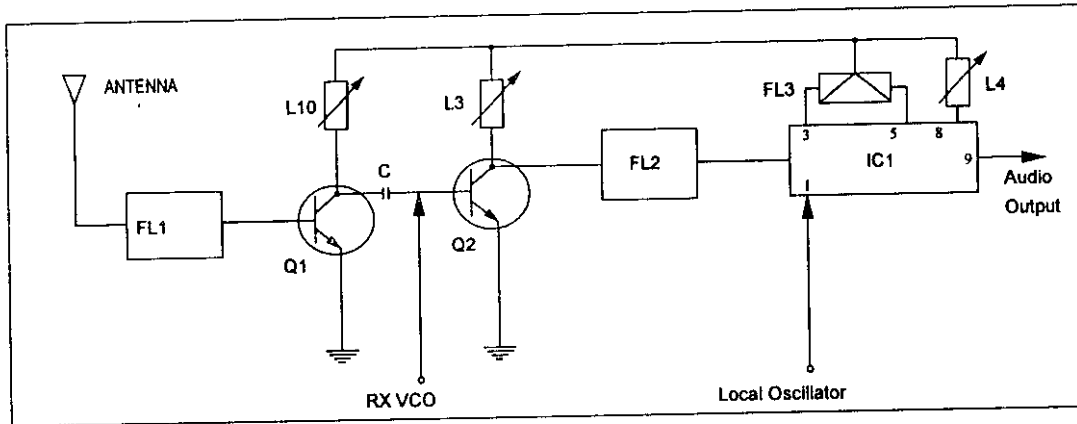 ANTENNA
L10
L3
FL3
L4
3
5
8
C
FL2
IC1
9
FL1
1
Audio
Output
Q1
Q2
RX VCO
Local Oscillator